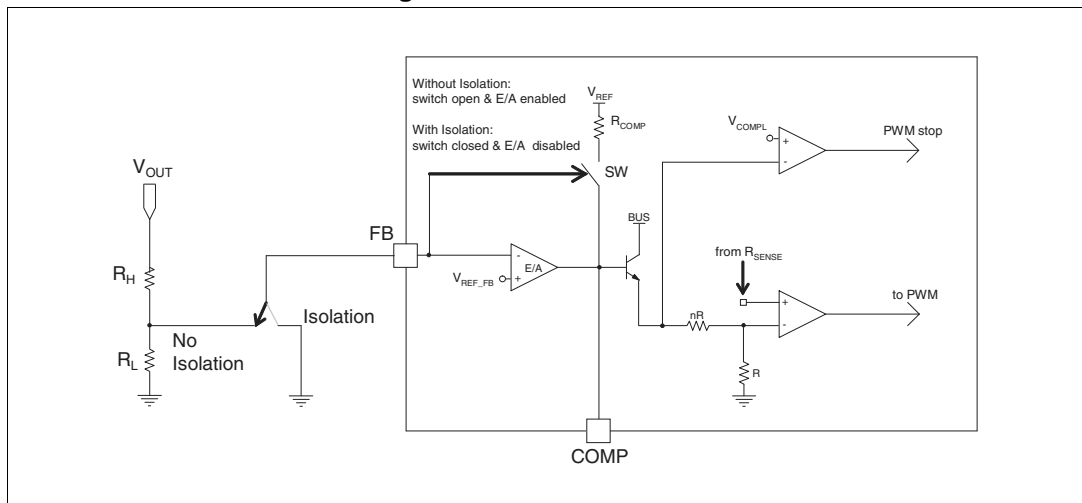 Without Isolation:
switch open & E/A enabled
With Isolation:
switch closed & E/A disabled
VREF
RCOMP
SW
VCOMPL
+
-
PWM stop
VOUT
FB
BUS
-
E/A
VREF_FB
+
from RSENSE
RH
Isolation
No
Isolation
RL
nR
+
-
to PWM
R
COMP